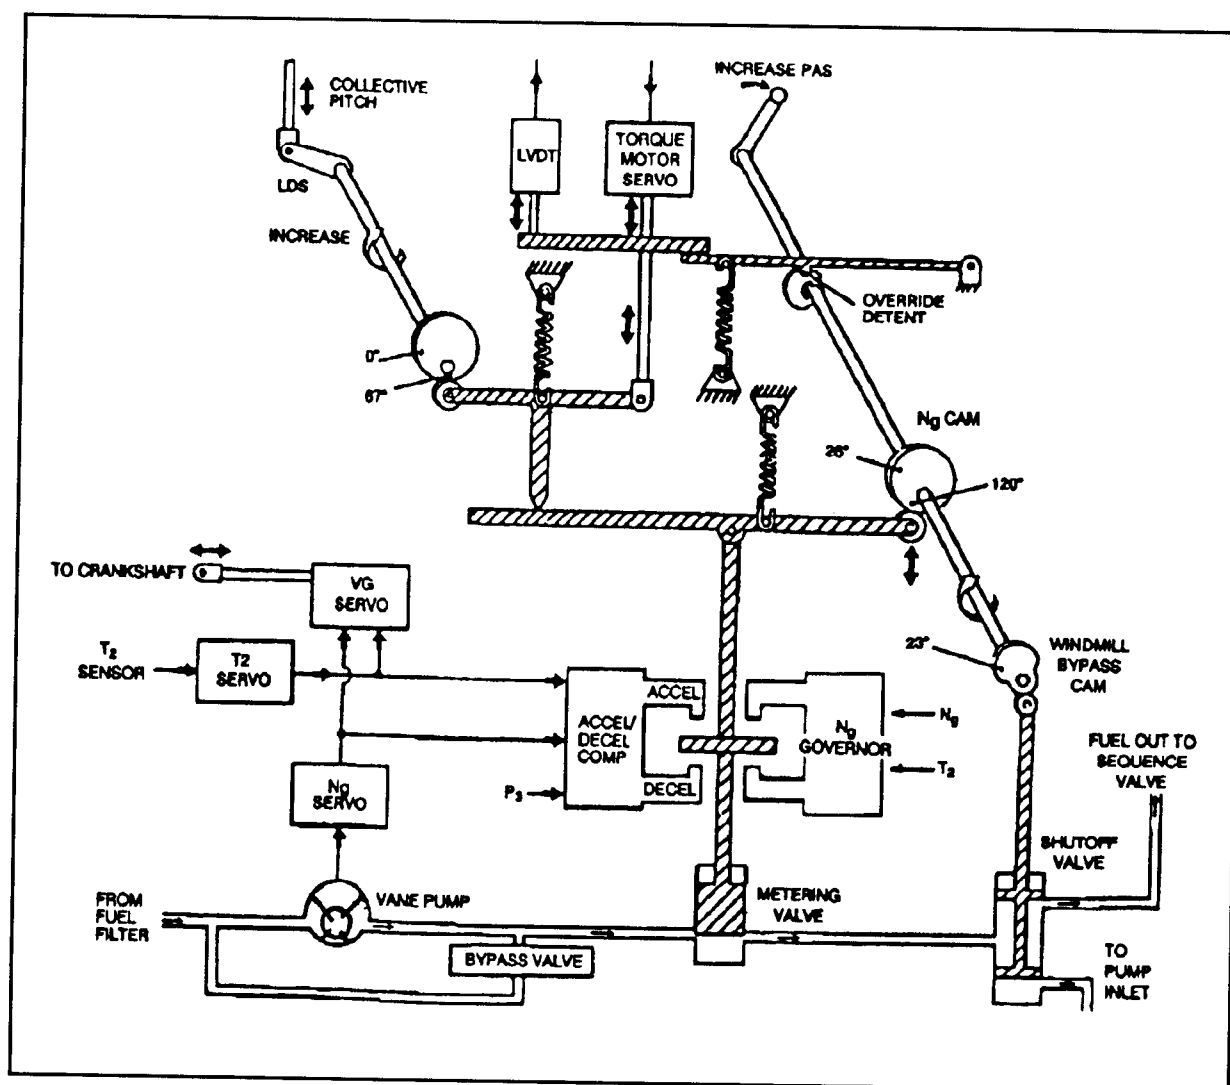 INCREASE PAS
COLLECTIVE
PITCH
LVDT
TORQUE
MOTOR
SERVO
LDS
INCREASE
OVERRIDE
DETENT
0°
67°
Ng CAM
26°
120°
TO CRANKSHAFT
VG
SERVO
T2
SENSOR
T2
SERVO
23°
WINDMILL
BYPASS
CAM
ACCEL
ACCEL/
DECEL
COMP
DECEL
Ng
GOVERNOR
Ng
T2
P3
Ng
SERVO
FUEL OUT TO
SEQUENCE
VALVE
SHUTOFF
VALVE
FROM
FUEL
FILTER
VANE PUMP
METERING
VALVE
BYPASS VALVE
TO
PUMP
INLET